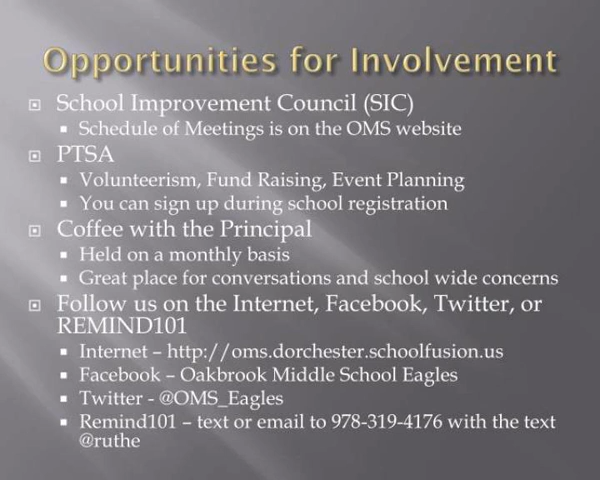 Opportunities for Involvement
School Improvement Council (SIC)
Schedule of Meetings is on the OMS website
PTSA
Volunteerism, Fund Raising, Event Planning
You can sign up during school registration
Coffee with the Principal
Held on a monthly basis
Great place for conversations and school wide concerns
Follow us on the Internet, Facebook, Twitter, or
REMIND101
Internet – http://oms.dorchester.schoolfusion.us
Facebook – Oakbrook Middle School Eagles
Twitter - @OMS_Eagles
Remind101 – text or email to 978-319-4176 with the text
@ruthe